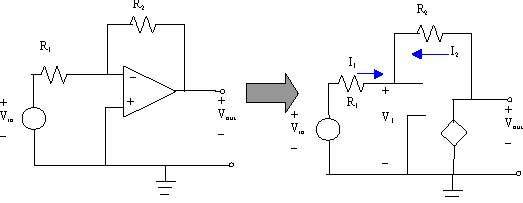 R2
R1
−
+
+
Vin
−
+
Vout
−
R2
I1
I2
R1
+
V1
−
+
Vin
−
+
Vout
−